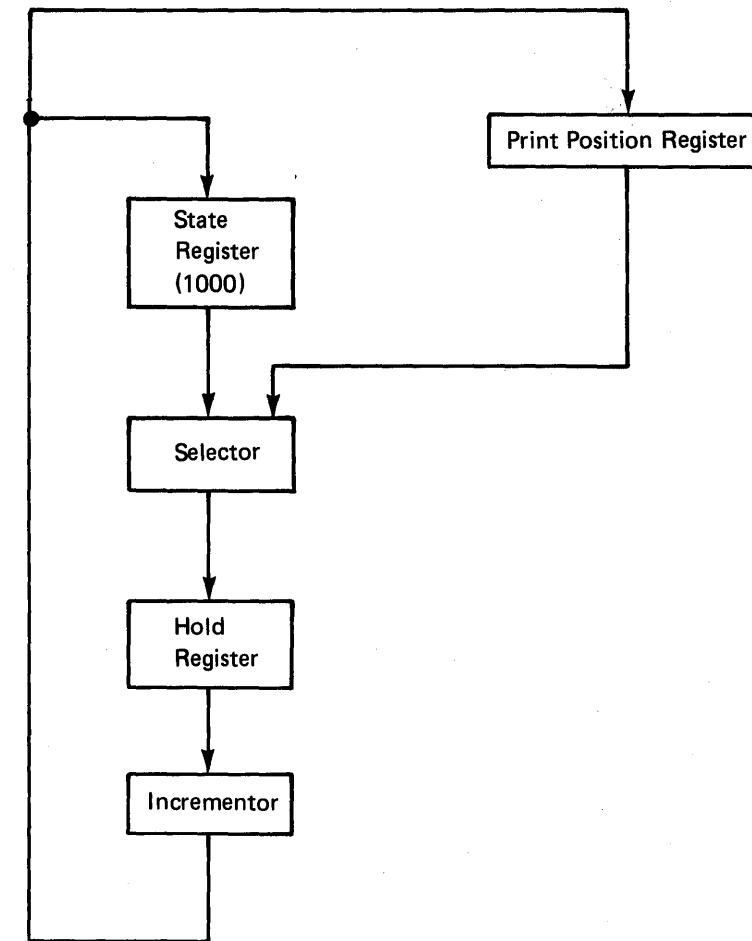 Print Position Register
State
Register
(1000)
Selector
Hold
Register
Incrementor